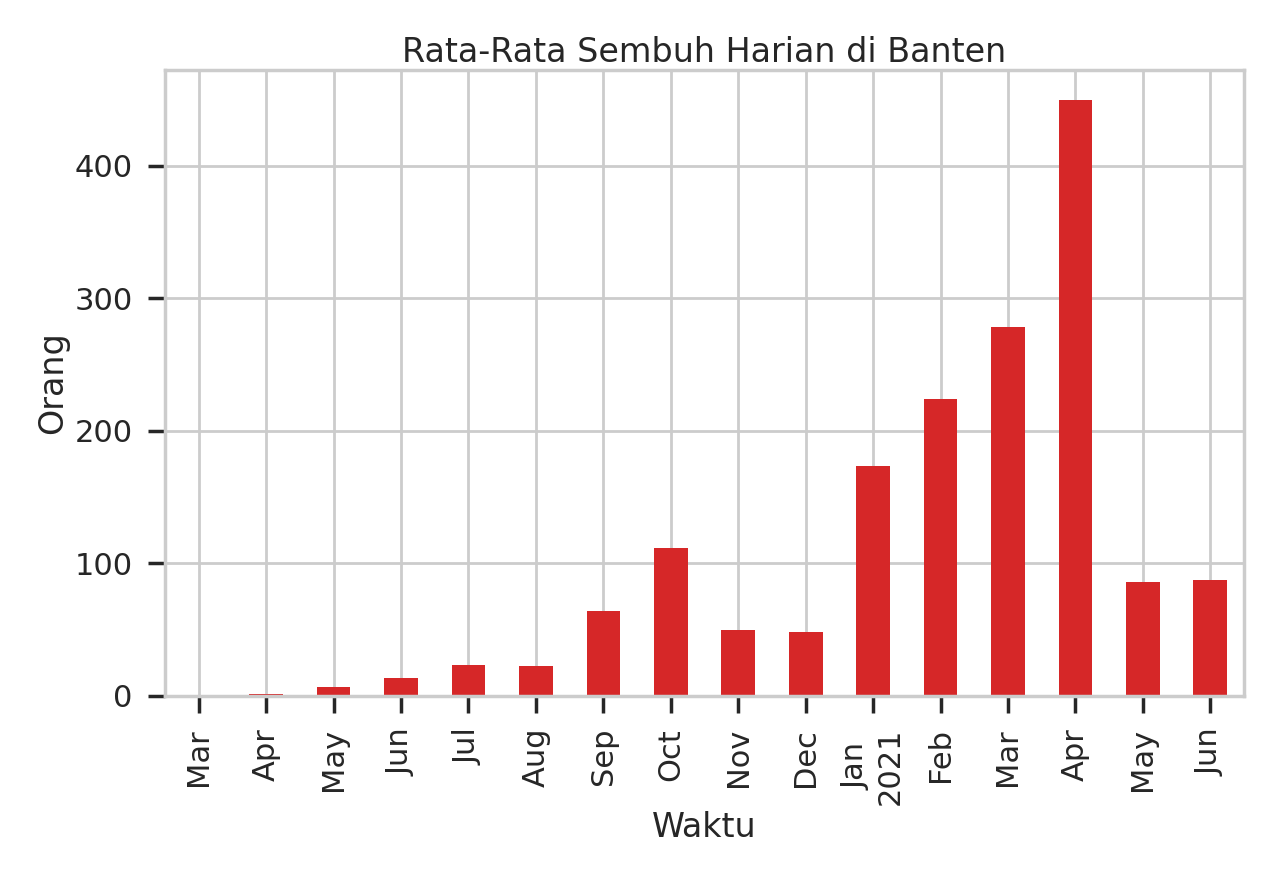 Rata-Rata Sembuh Harian di Banten
Orang
400
300
200
100
0
Mar
Apr
May
Jun
Jul
Aug
Sep
Oct
Nov
Dec
Jan
2021
Feb
Mar
Apr
May
Jun
Waktu